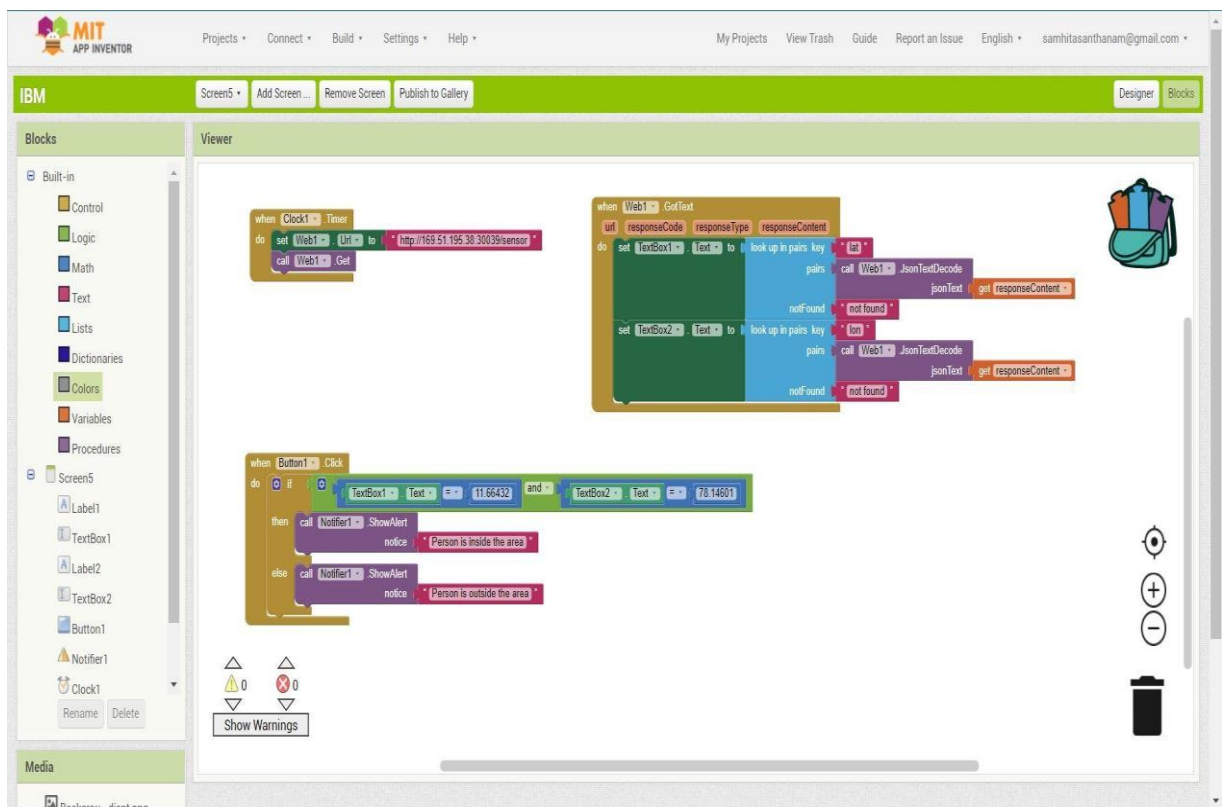 MIT
APP INVENTOR
Projects Connect Build Settings Help My Projects View Trash Guide Report an Issue English samhitasanthanam@gmail.com
IBM
Screen5 Add Screen ... Remove Screen Publish to Gallery Designer Blocks
Blocks
Built-in
Control
Logic
Math
Text
Lists
Dictionaries
Colors
Variables
Procedures
Screen5
Label1
TextBox1
Label2
TextBox2
Button1
Notifier1
Clock1
Rename Delete
Media
Viewer
when Clock1 .Timer
do set Web1 . Url to " http://169.51.195.38:30039/sensor "
call Web1 .Get
when Web1 .GotText
url responseCode responseType responseContent
do set TextBox1 . Text to look up in pairs key " lat "
pairs call Web1 .JsonTextDecode
jsonText get responseContent
notFound " not found "
set TextBox2 . Text to look up in pairs key " lon "
pairs call Web1 .JsonTextDecode
jsonText get responseContent
notFound " not found "
when Button1 .Click
do if TextBox1 . Text = 11.66432 and TextBox2 . Text = 78.14601
then call Notifier1 .ShowAlert
notice " Person is inside the area "
else call Notifier1 .ShowAlert
notice " Person is outside the area "
0 0
Show Warnings